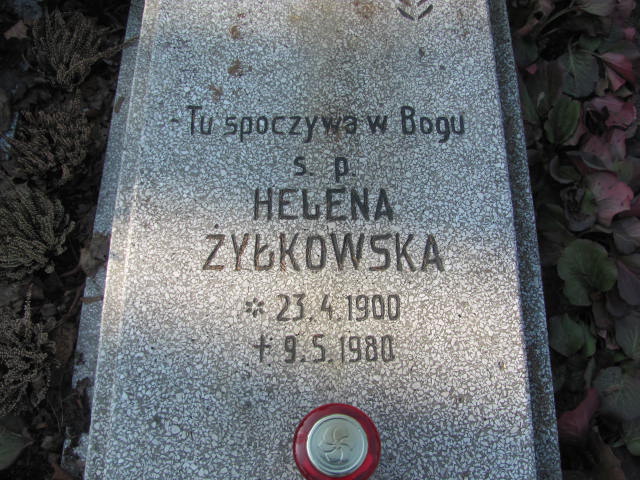 Tu spoczywa w Bogu
s. p.
HELENA
ŻYŁKOWSKA
* 23.4.1900
† 9.5.1980